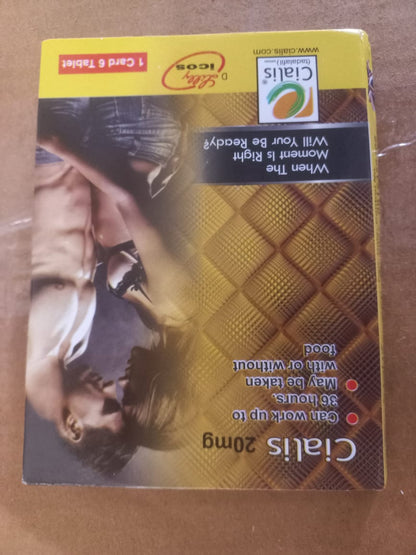 Cialis 20mg
Can work up to
36 hours.
May be taken
with or without
food
When The
Moment Is Right
Will Your Be Ready?
Cialis®
(tadalafil)
www.cialis.com
Lilly
D ICOS
1 Card 6 Tablet